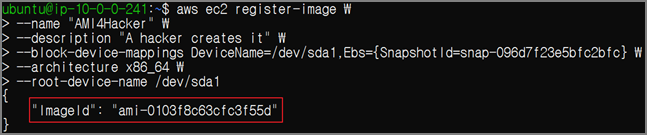 ubuntu@ip-10-0-0-241:~$ aws ec2 register-image ₩
> --name "AMI4Hacker" ₩
> --description "A hacker creates it" ₩
> --block-device-mappings DeviceName=/dev/sda1,Ebs={SnapshotId=snap-096d7f23e5bfc2bfc} ₩
> --architecture x86_64 ₩
> --root-device-name /dev/sda1
{
"ImageId": "ami-0103f8c63cfc3f55d"
}